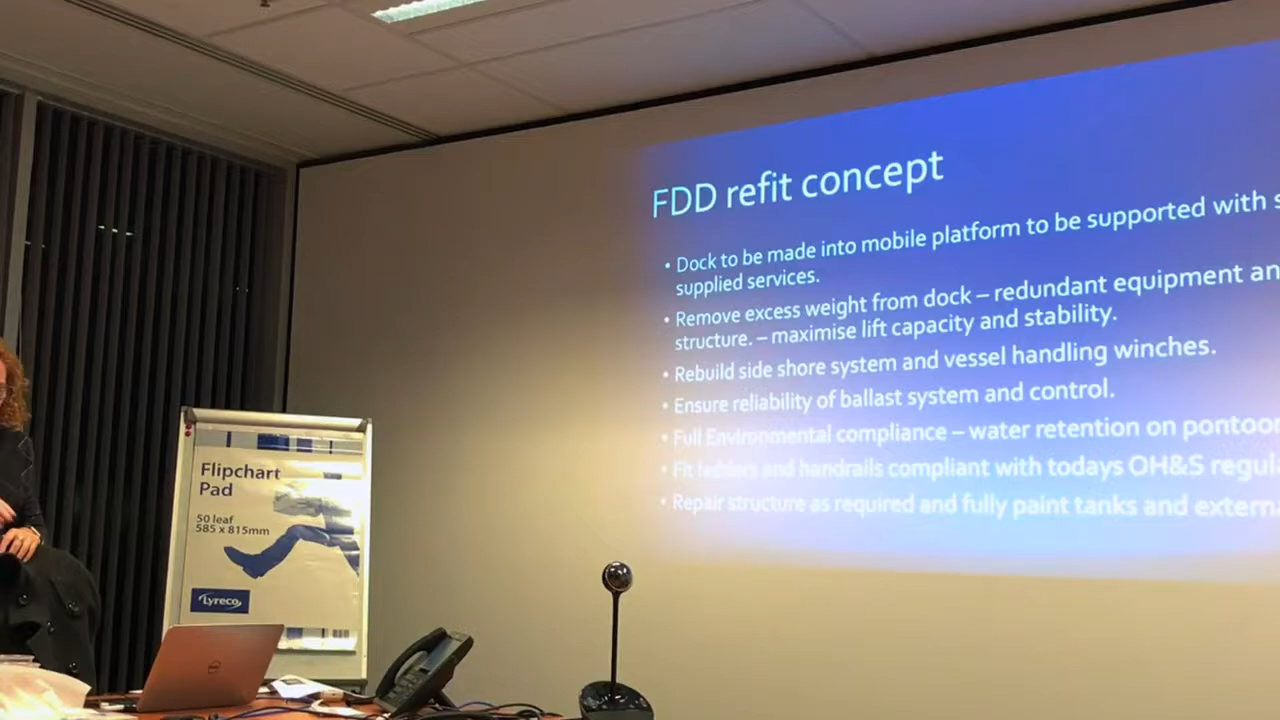 FDD refit concept
• Dock to be made into mobile platform to be supported with
supplied services.
• Remove excess weight from dock – redundant equipment
structure. – maximise lift capacity and stability.
• Rebuild side shore system and vessel handling winches.
• Ensure reliability of ballast system and control.
• Full Environmental compliance – water retention on
• Fit ladders and handrails compliant with todays OH&S
• Repair structure as required and fully paint tanks and
Flipchart
Pad
50 leaf
585 x 815mm
Lyreco
DELL